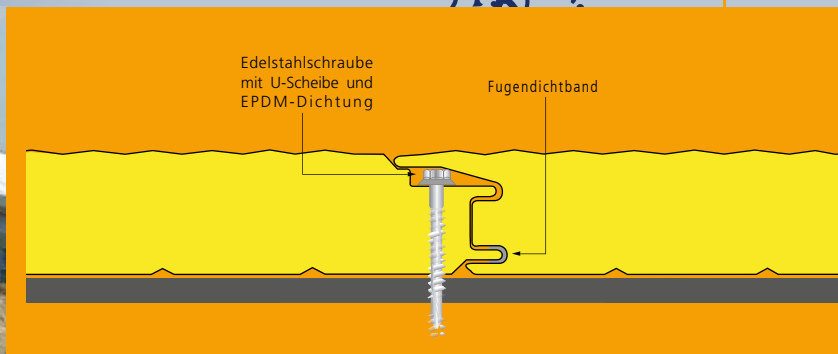 Edelstahlschraube
mit U-Scheibe und
EPDM-Dichtung
Fugendichtband